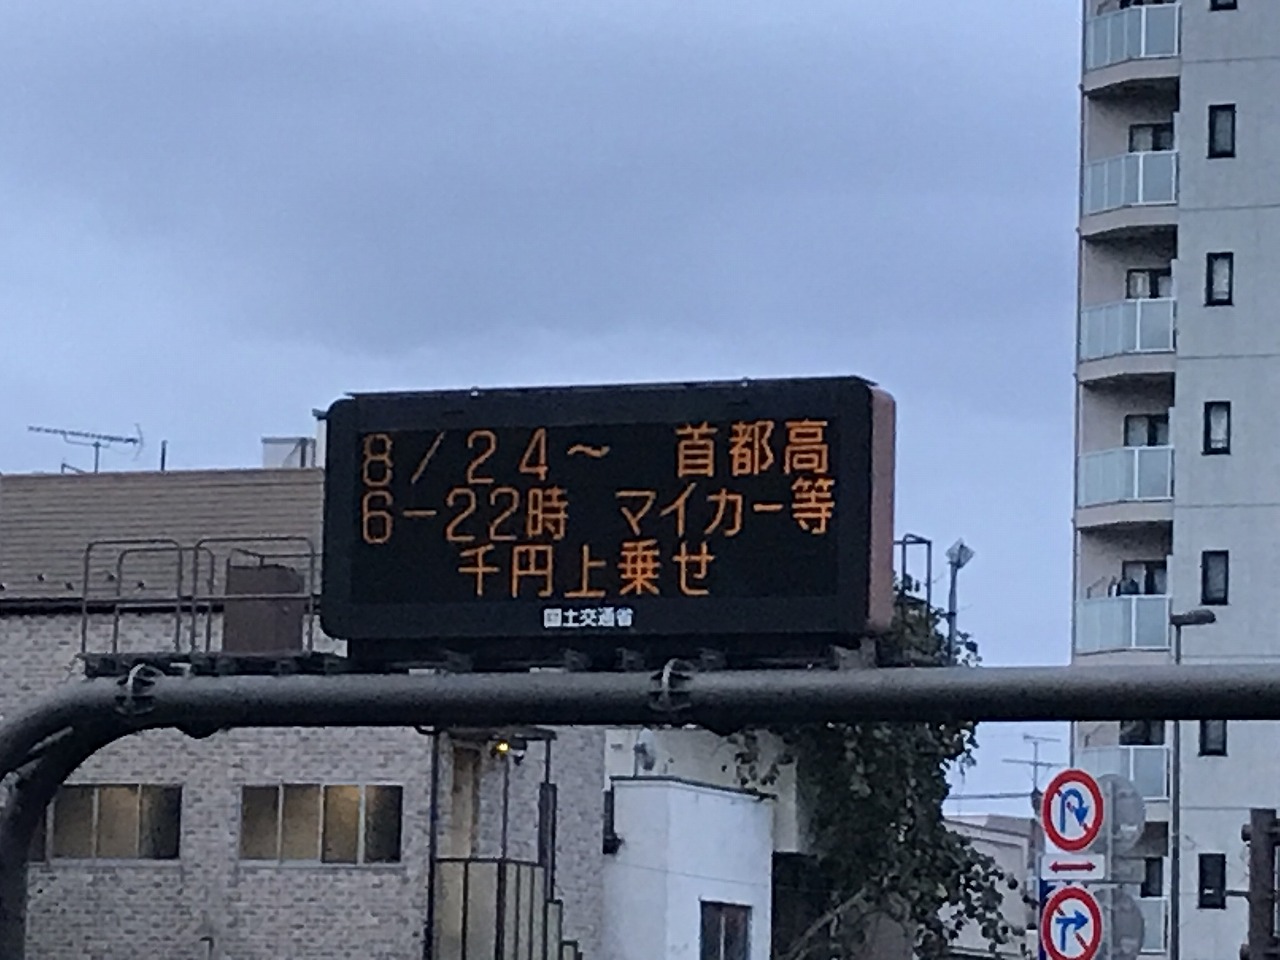 8/24～ 首都高
6-22時 マイカー等
千円上乗せ
国土交通省